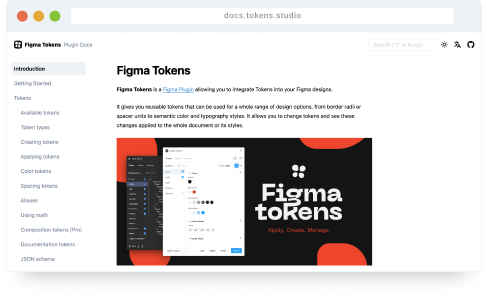 docs.tokens.studio
Figma Tokens Plugin Docs
Search ("/" to focus)
Introduction
Getting Started
Tokens
Available tokens
Token types
Creating tokens
Applying tokens
Color tokens
Spacing tokens
Aliases
Using math
Composition tokens (Pro)
Documentation tokens
JSON schema
Figma Tokens
Figma Tokens is a Figma Plugin allowing you to integrate Tokens into your Figma designs.
It gives you reusable tokens that can be used for a whole range of design options, from border radii or
spacer units to semantic color and typography styles. It allows you to change tokens and see these
changes applied to the whole document or its styles.
Figma
toKens
Apply. Create. Manage.